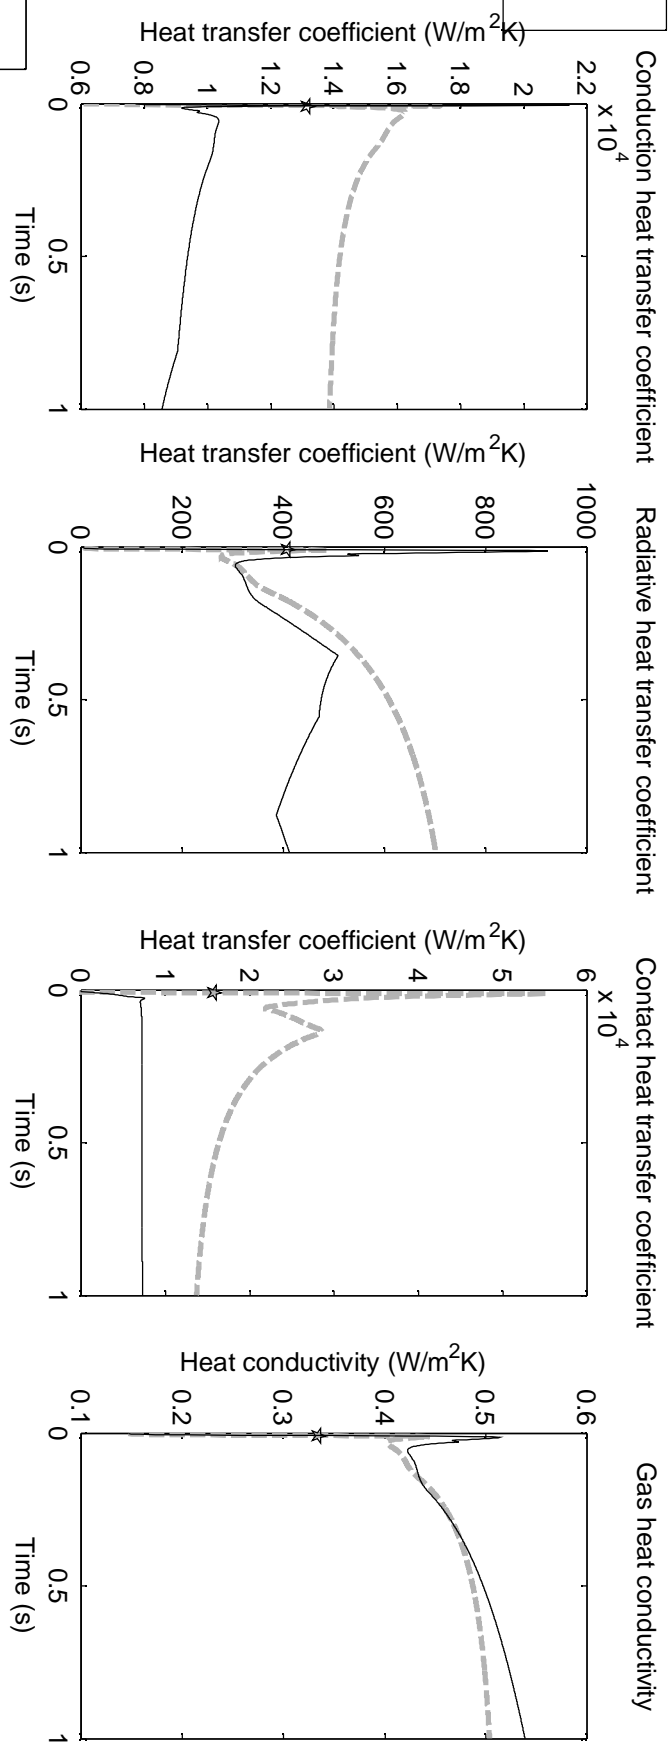 Conduction heat transfer coefficient
x 10^4
Heat transfer coefficient (W/m^2K)
2.2
2
1.8
1.6
1.4
1.2
1
0.8
0.6
0
0.5
1
Time (s)
Radiative heat transfer coefficient
Heat transfer coefficient (W/m^2K)
1000
800
600
400
200
0
0
0.5
1
Time (s)
Contact heat transfer coefficient
x 10^4
Heat transfer coefficient (W/m^2K)
6
5
4
3
2
1
0
0
0.5
1
Time (s)
Gas heat conductivity
Heat conductivity (W/m^2K)
0.6
0.5
0.4
0.3
0.2
0.1
0
0.5
1
Time (s)